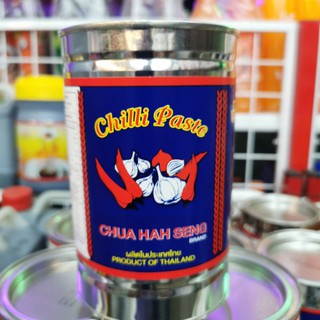 Chilli Paste
CHUA HAH SENG
BRAND
ผลิตในประเทศไทย
PRODUCT OF THAILAND